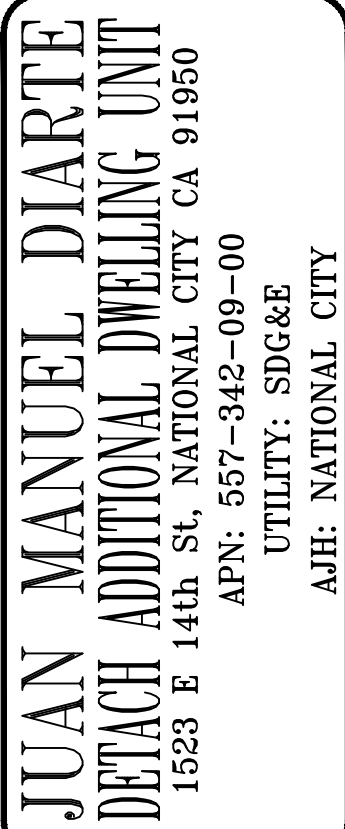 JUAN MANUEL DIARTE
DETACH ADDITIONAL DWELLING UNIT
1523 E 14th St, NATIONAL CITY CA 91950
APN: 557-342-09-00
UTILITY: SDG&E
AJH: NATIONAL CITY